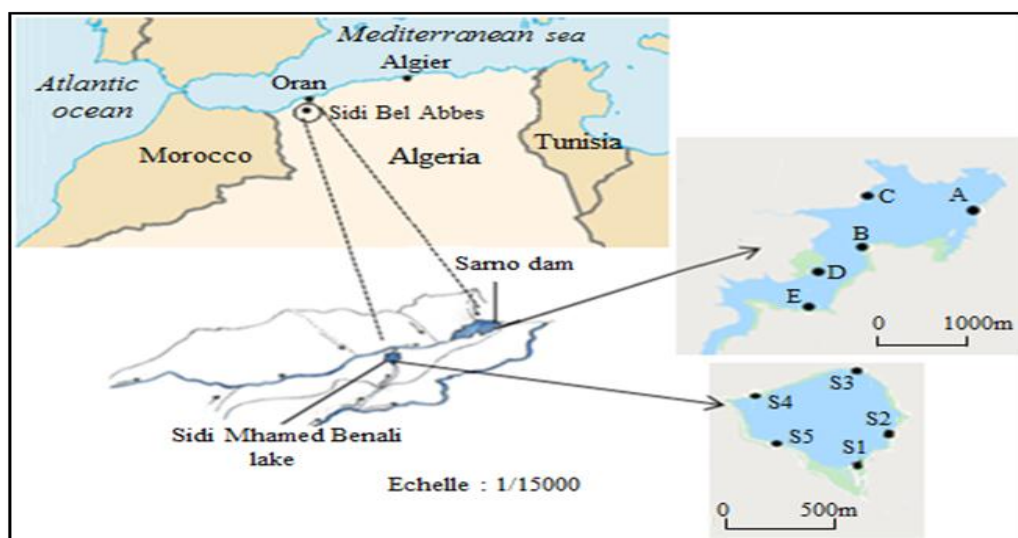 Mediterranean sea
Algier
Atlantic
ocean
Oran
Sidi Bel Abbes
Morocco
Algeria
Tunisia
Sarno dam
Sidi Mhamed Benali
lake
Echelle : 1/15000
C
A
B
D
E
0 1000m
S3
S4
S2
S5
S1
0 500m